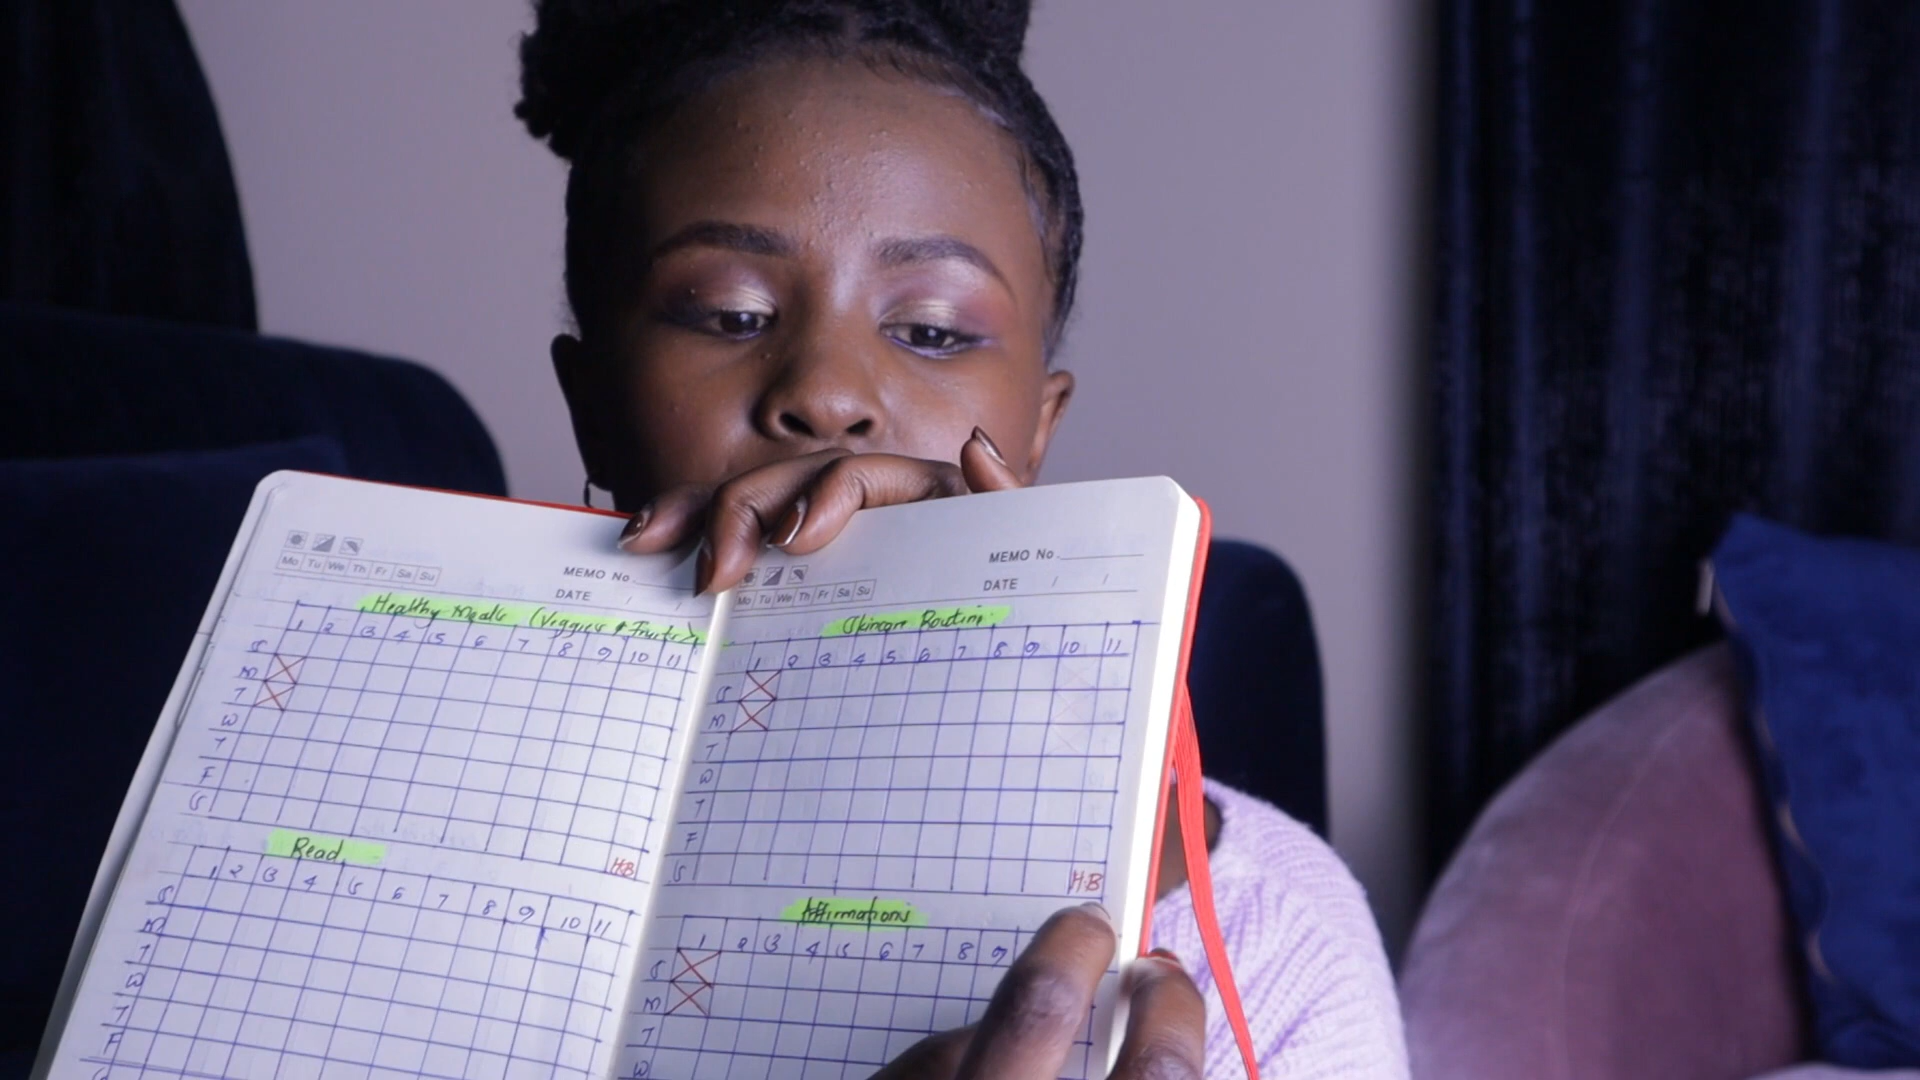 Mo Tu We Th Fr Sa Su
MEMO No.
DATE / /
Healthy Meals (Veggies & Fruits)
1 2 3 4 5 6 7 8 9 10 11
S
M
T
W
T
F
S
H.B
Read
1 2 3 4 5 6 7 8 9 10 11
S
M
T
W
T
F
Mo Tu We Th Fr Sa Su
MEMO No.
DATE / /
Skincare Routine
1 2 3 4 5 6 7 8 9 10 11
S
M
T
W
T
F
S
H.B
Affirmations
1 2 3 4 5 6 7 8 9
S
M
T
W